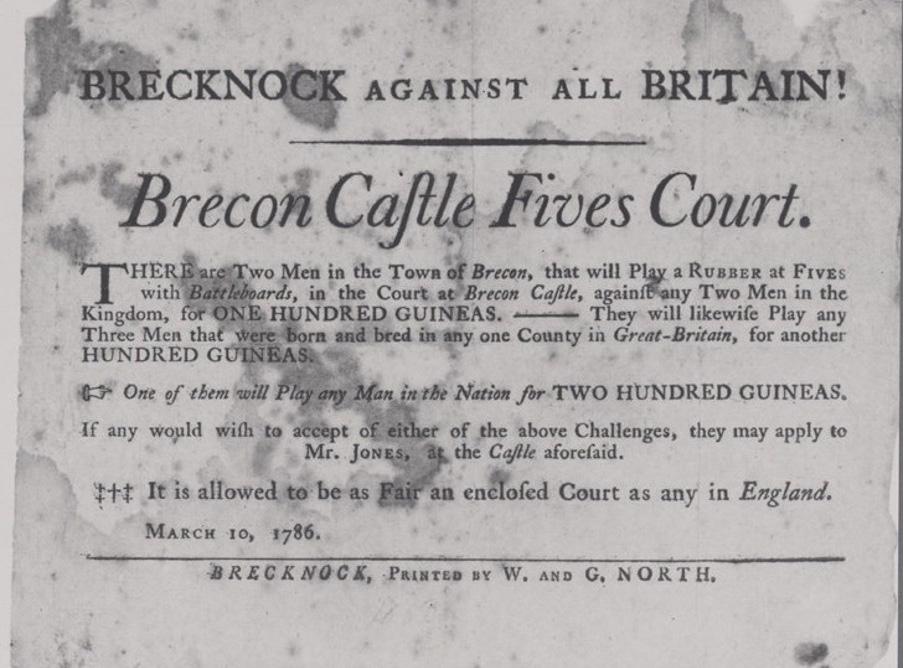 BRECKNOCK AGAINST ALL BRITAIN!
Brecon Caſtle Fives Court.
THERE are Two Men in the Town of Brecon, that will Play a RUBBER at FIVES
with Battleboards, in the Court at Brecon Caſtle, againſt any Two Men in the
Kingdom, for ONE HUNDRED GUINEAS. —— They will likewiſe Play any
Three Men that were born and bred in any one County in Great-Britain, for another
HUNDRED GUINEAS.
☞ One of them will Play any Man in the Nation for TWO HUNDRED GUINEAS.
If any would wiſh to accept of either of the above Challenges, they may apply to
Mr. JONES, at the Caſtle aforeſaid.
‡†‡ It is allowed to be as Fair an encloſed Court as any in England.
MARCH 10, 1786.
BRECKNOCK, PRINTED BY W. AND G. NORTH.